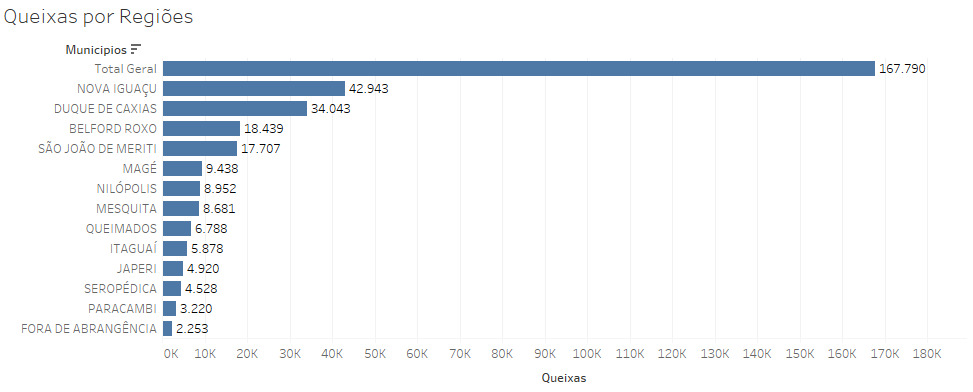 Queixas por Regiões
Municipios
Total Geral 167.790
NOVA IGUAÇU 42.943
DUQUE DE CAXIAS 34.043
BELFORD ROXO 18.439
SÃO JOÃO DE MERITI 17.707
MAGÉ 9.438
NILÓPOLIS 8.952
MESQUITA 8.681
QUEIMADOS 6.788
ITAGUAÍ 5.878
JAPERI 4.920
SEROPÉDICA 4.528
PARACAMBI 3.220
FORA DE ABRANGÊNCIA 2.253
0K 10K 20K 30K 40K 50K 60K 70K 80K 90K 100K 110K 120K 130K 140K 150K 160K 170K 180K
Queixas